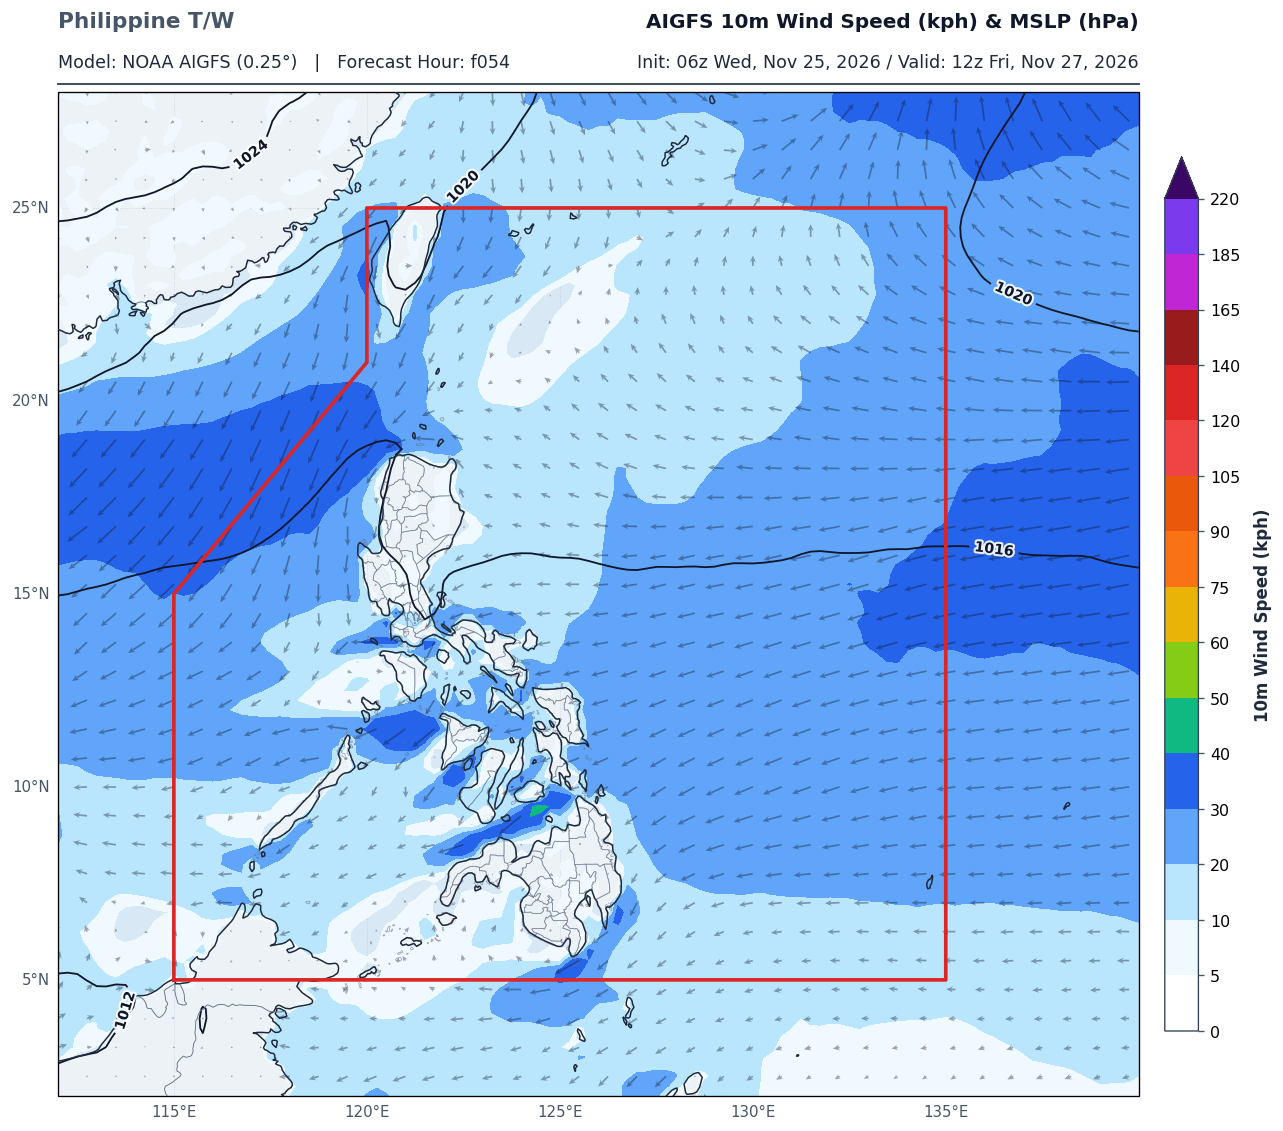 Philippine T/W
AIGFS 10m Wind Speed (kph) & MSLP (hPa)
Model: NOAA AIGFS (0.25°)   |   Forecast Hour: f054
Init: 06z Wed, Nov 25, 2026 / Valid: 12z Fri, Nov 27, 2026
1024
1020
1020
1016
1012
25°N
20°N
15°N
10°N
5°N
115°E
120°E
125°E
130°E
135°E
220
185
165
140
120
105
90
75
60
50
40
30
20
10
5
0
10m Wind Speed (kph)